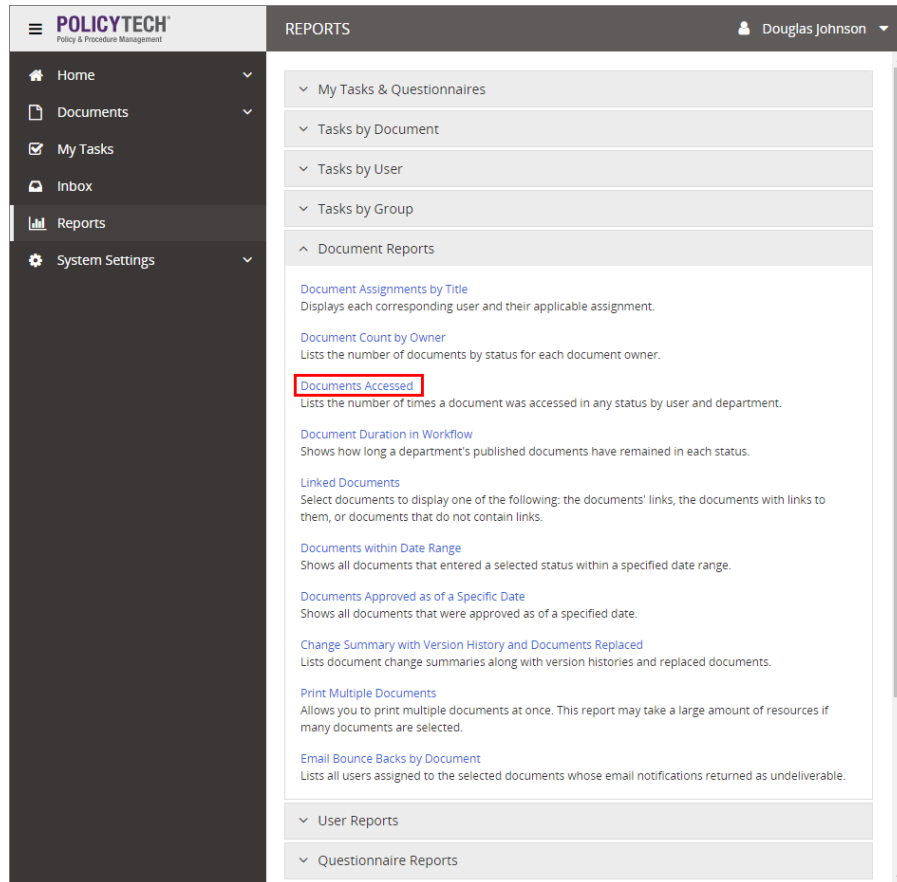 POLICYTECH®
Policy & Procedure Management
REPORTS
Douglas Johnson
Home
Documents
My Tasks
Inbox
Reports
System Settings
My Tasks & Questionnaires
Tasks by Document
Tasks by User
Tasks by Group
Document Reports
Document Assignments by Title
Displays each corresponding user and their applicable assignment.
Document Count by Owner
Lists the number of documents by status for each document owner.
Documents Accessed
Lists the number of times a document was accessed in any status by user and department.
Document Duration in Workflow
Shows how long a department's published documents have remained in each status.
Linked Documents
Select documents to display one of the following: the documents' links, the documents with links to
them, or documents that do not contain links.
Documents within Date Range
Shows all documents that entered a selected status within a specified date range.
Documents Approved as of a Specific Date
Shows all documents that were approved as of a specified date.
Change Summary with Version History and Documents Replaced
Lists document change summaries along with version histories and replaced documents.
Print Multiple Documents
Allows you to print multiple documents at once. This report may take a large amount of resources if
many documents are selected.
Email Bounce Backs by Document
Lists all users assigned to the selected documents whose email notifications returned as undeliverable.
User Reports
Questionnaire Reports